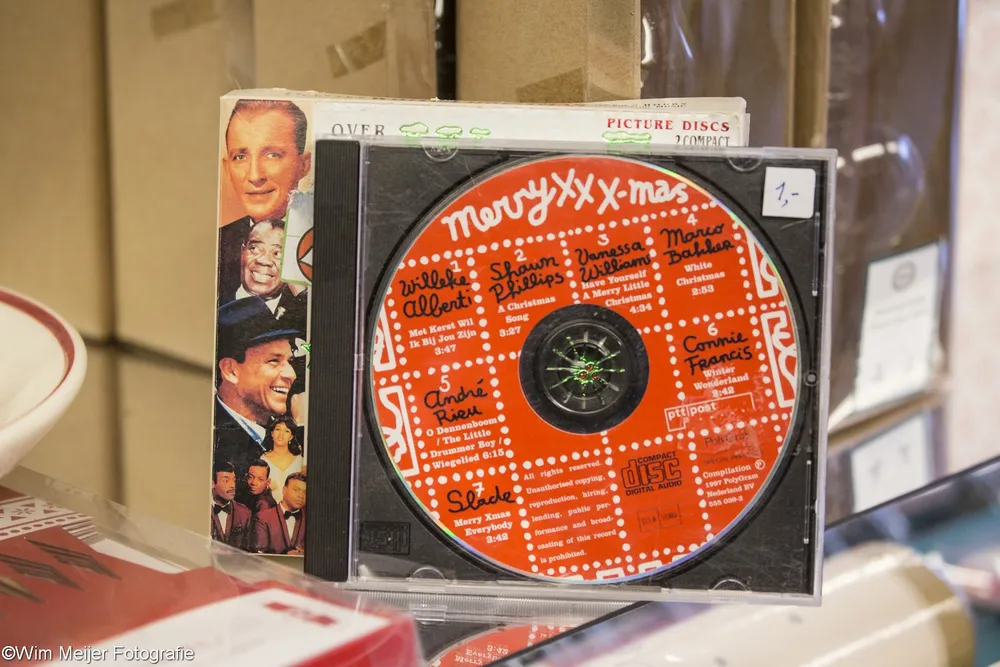 OVER
PICTURE DISCS
2 COMPACT
1,-
Merry XX X-mas
1
Willeke
Alberti
Met Kerst Wil
Ik Bij Jou Zijn
3:47
2
Shawn
Phillips
A Christmas
Song
3:27
3
Vanessa
Williams
Have Yourself
A Merry Little
Christmas
4:34
4
Marco
Bakker
White
Christmas
2:53
5
André
Rieu
O Dennenboom
/ The Little
Drummer Boy /
Wiegelied 6:15
6
Connie
Francis
Winter
Wonderland
2:42
ptt post
PolyGram
7
Slade
Merry Xmas
Everybody
3:42
All rights reserved.
Unauthorised copying,
reproduction, hiring,
lending, public per-
formance and broad-
casting of this record
is prohibited.
COMPACT
disc
DIGITAL AUDIO
Compilation ℗
1997 PolyGram
Nederland BV
©Wim Meijer Fotografie